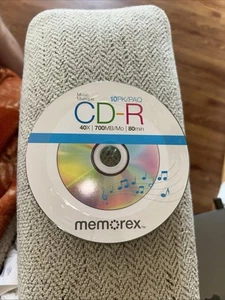 10PK/PAQ
CD-R
40X | 700MB/Mo | 80min
memorex